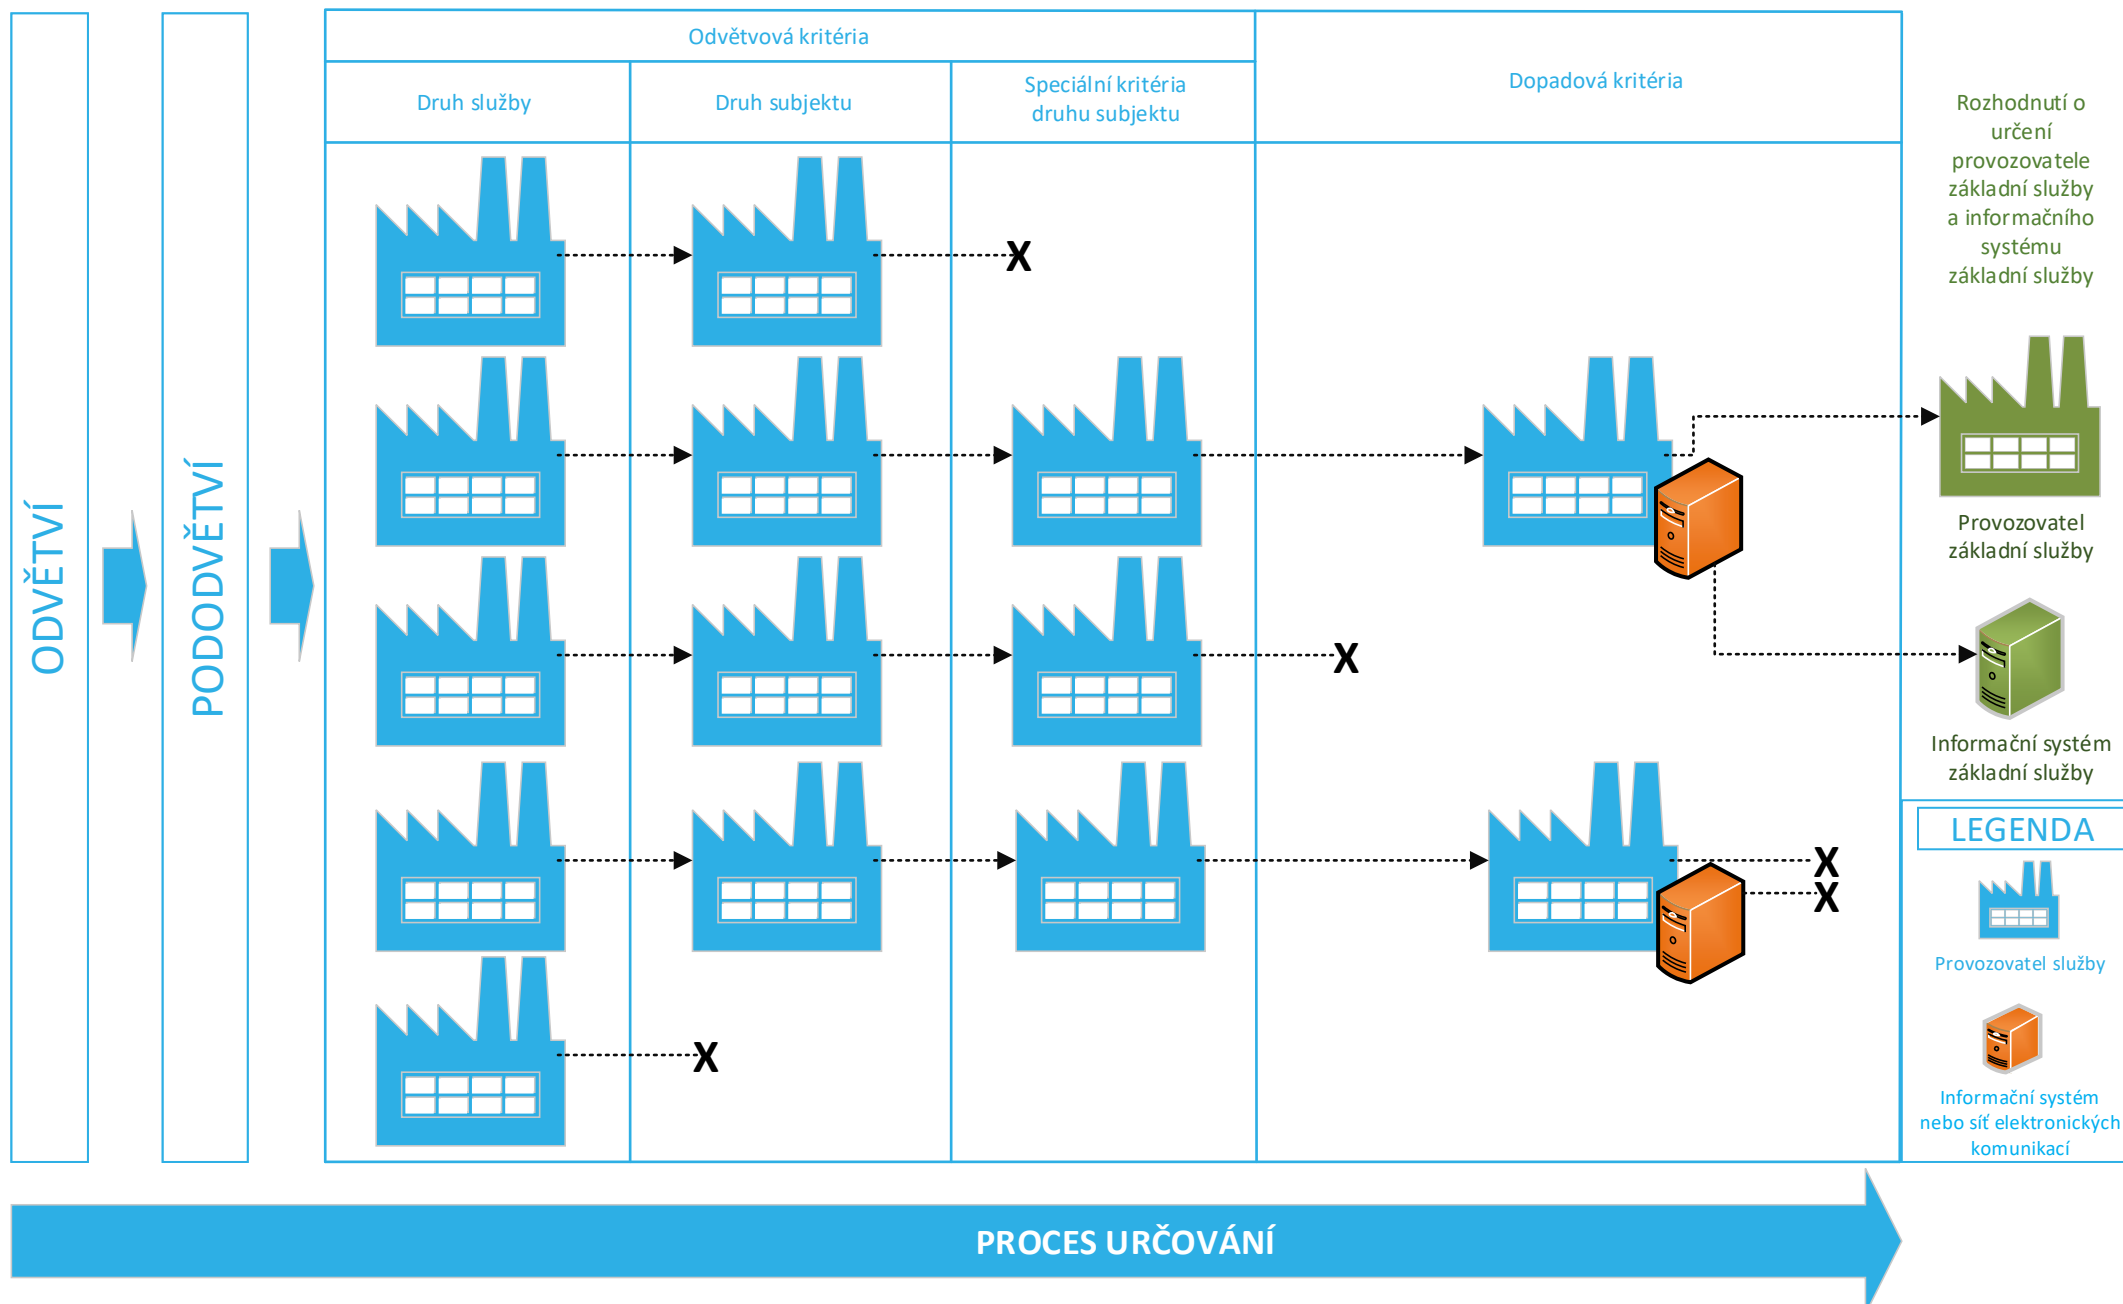 ODVĚTVÍ
PODODVĚTVÍ
Odvětvová kritéria
Druh služby
Druh subjektu
Speciální kritéria
druhu subjektu
Dopadová kritéria
X
X
X
X
X
Rozhodnutí o
určení
provozovatele
základní služby
a informačního
systému
základní služby
Provozovatel
základní služby
Informační systém
základní služby
LEGENDA
Provozovatel služby
Informační systém
nebo síť elektronických
komunikací
PROCES URČOVÁNÍ